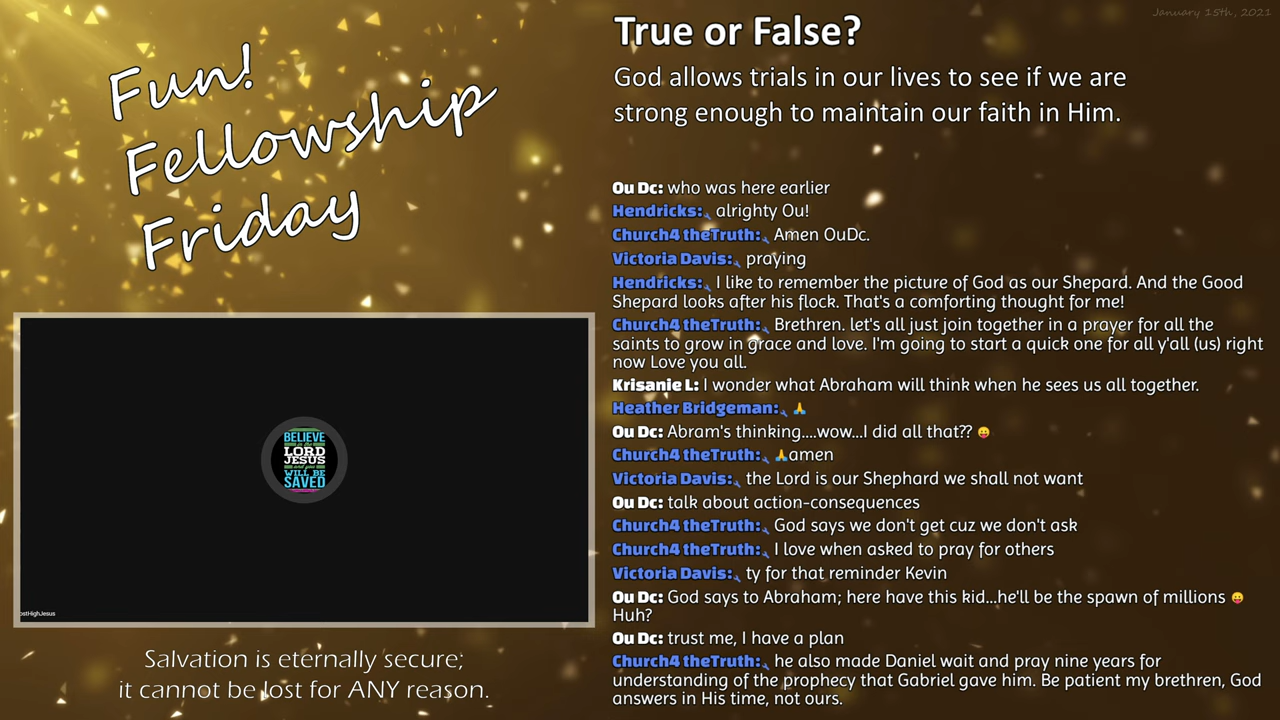 January 15th, 2021
Fun!
Fellowship
Friday
True or False?
God allows trials in our lives to see if we are
strong enough to maintain our faith in Him.
Ou Dc: who was here earlier
Hendricks: alrighty Ou!
Church4 theTruth: Amen OuDc.
Victoria Davis: praying
Hendricks: I like to remember the picture of God as our Shepard. And the Good
Shepard looks after his flock. That's a comforting thought for me!
Church4 theTruth: Brethren. let's all just join together in a prayer for all the
saints to grow in grace and love. I'm going to start a quick one for all y'all (us) right
now Love you all.
Krisanie L: I wonder what Abraham will think when he sees us all together.
Heather Bridgeman: 🙏
Ou Dc: Abram's thinking....wow...I did all that?? 😛
Church4 theTruth: 🙏amen
Victoria Davis: the Lord is our Shephard we shall not want
Ou Dc: talk about action-consequences
Church4 theTruth: God says we don't get cuz we don't ask
Church4 theTruth: I love when asked to pray for others
Victoria Davis: ty for that reminder Kevin
Ou Dc: God says to Abraham; here have this kid...he'll be the spawn of millions 😛
Huh?
Ou Dc: trust me, I have a plan
Church4 theTruth: he also made Daniel wait and pray nine years for
understanding of the prophecy that Gabriel gave him. Be patient my brethren, God
answers in His time, not ours.
BELIEVE
LORD
JESUS
and you
WILL BE
SAVED
ostHighJesus
Salvation is eternally secure;
it cannot be lost for ANY reason.